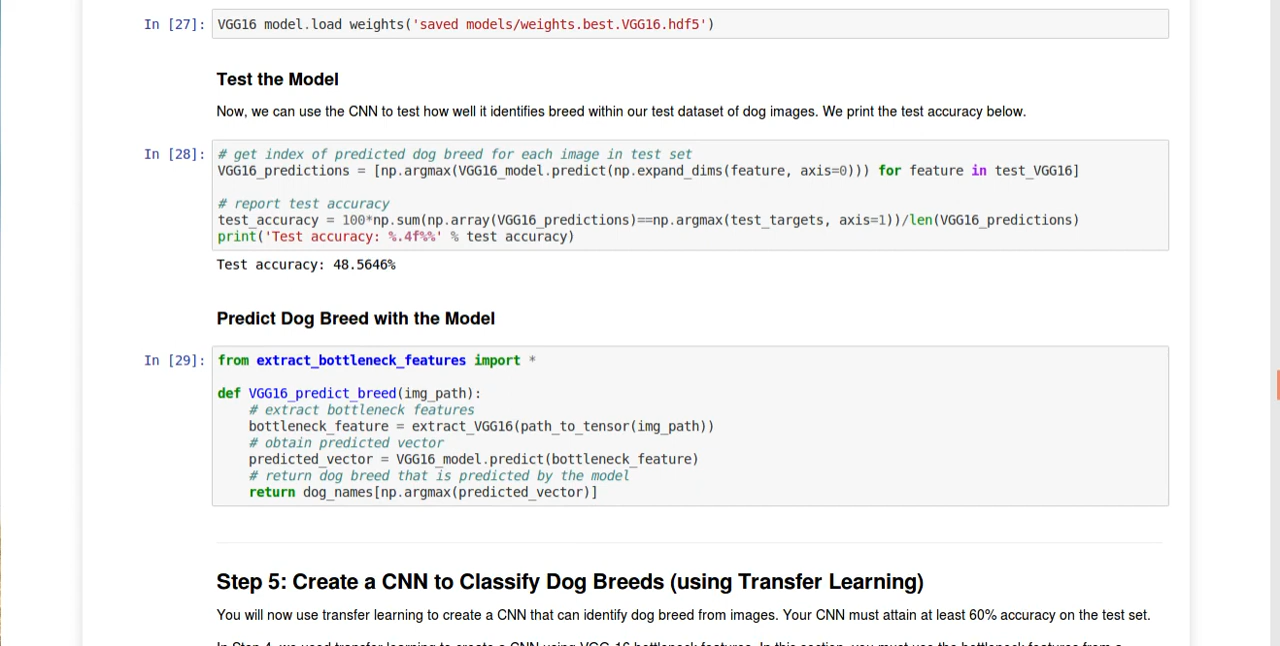 In [27]: VGG16 model.load weights('saved models/weights.best.VGG16.hdf5')
Test the Model
Now, we can use the CNN to test how well it identifies breed within our test dataset of dog images. We print the test accuracy below.
In [28]: # get index of predicted dog breed for each image in test set
VGG16_predictions = [np.argmax(VGG16_model.predict(np.expand_dims(feature, axis=0))) for feature in test_VGG16]
# report test accuracy
test_accuracy = 100*np.sum(np.array(VGG16_predictions)==np.argmax(test_targets, axis=1))/len(VGG16_predictions)
print('Test accuracy: %.4f%%' % test accuracy)
Test accuracy: 48.5646%
Predict Dog Breed with the Model
In [29]: from extract_bottleneck_features import *
def VGG16_predict_breed(img_path):
# extract bottleneck features
bottleneck_feature = extract_VGG16(path_to_tensor(img_path))
# obtain predicted vector
predicted_vector = VGG16_model.predict(bottleneck_feature)
# return dog breed that is predicted by the model
return dog_names[np.argmax(predicted_vector)]
Step 5: Create a CNN to Classify Dog Breeds (using Transfer Learning)
You will now use transfer learning to create a CNN that can identify dog breed from images. Your CNN must attain at least 60% accuracy on the test set.